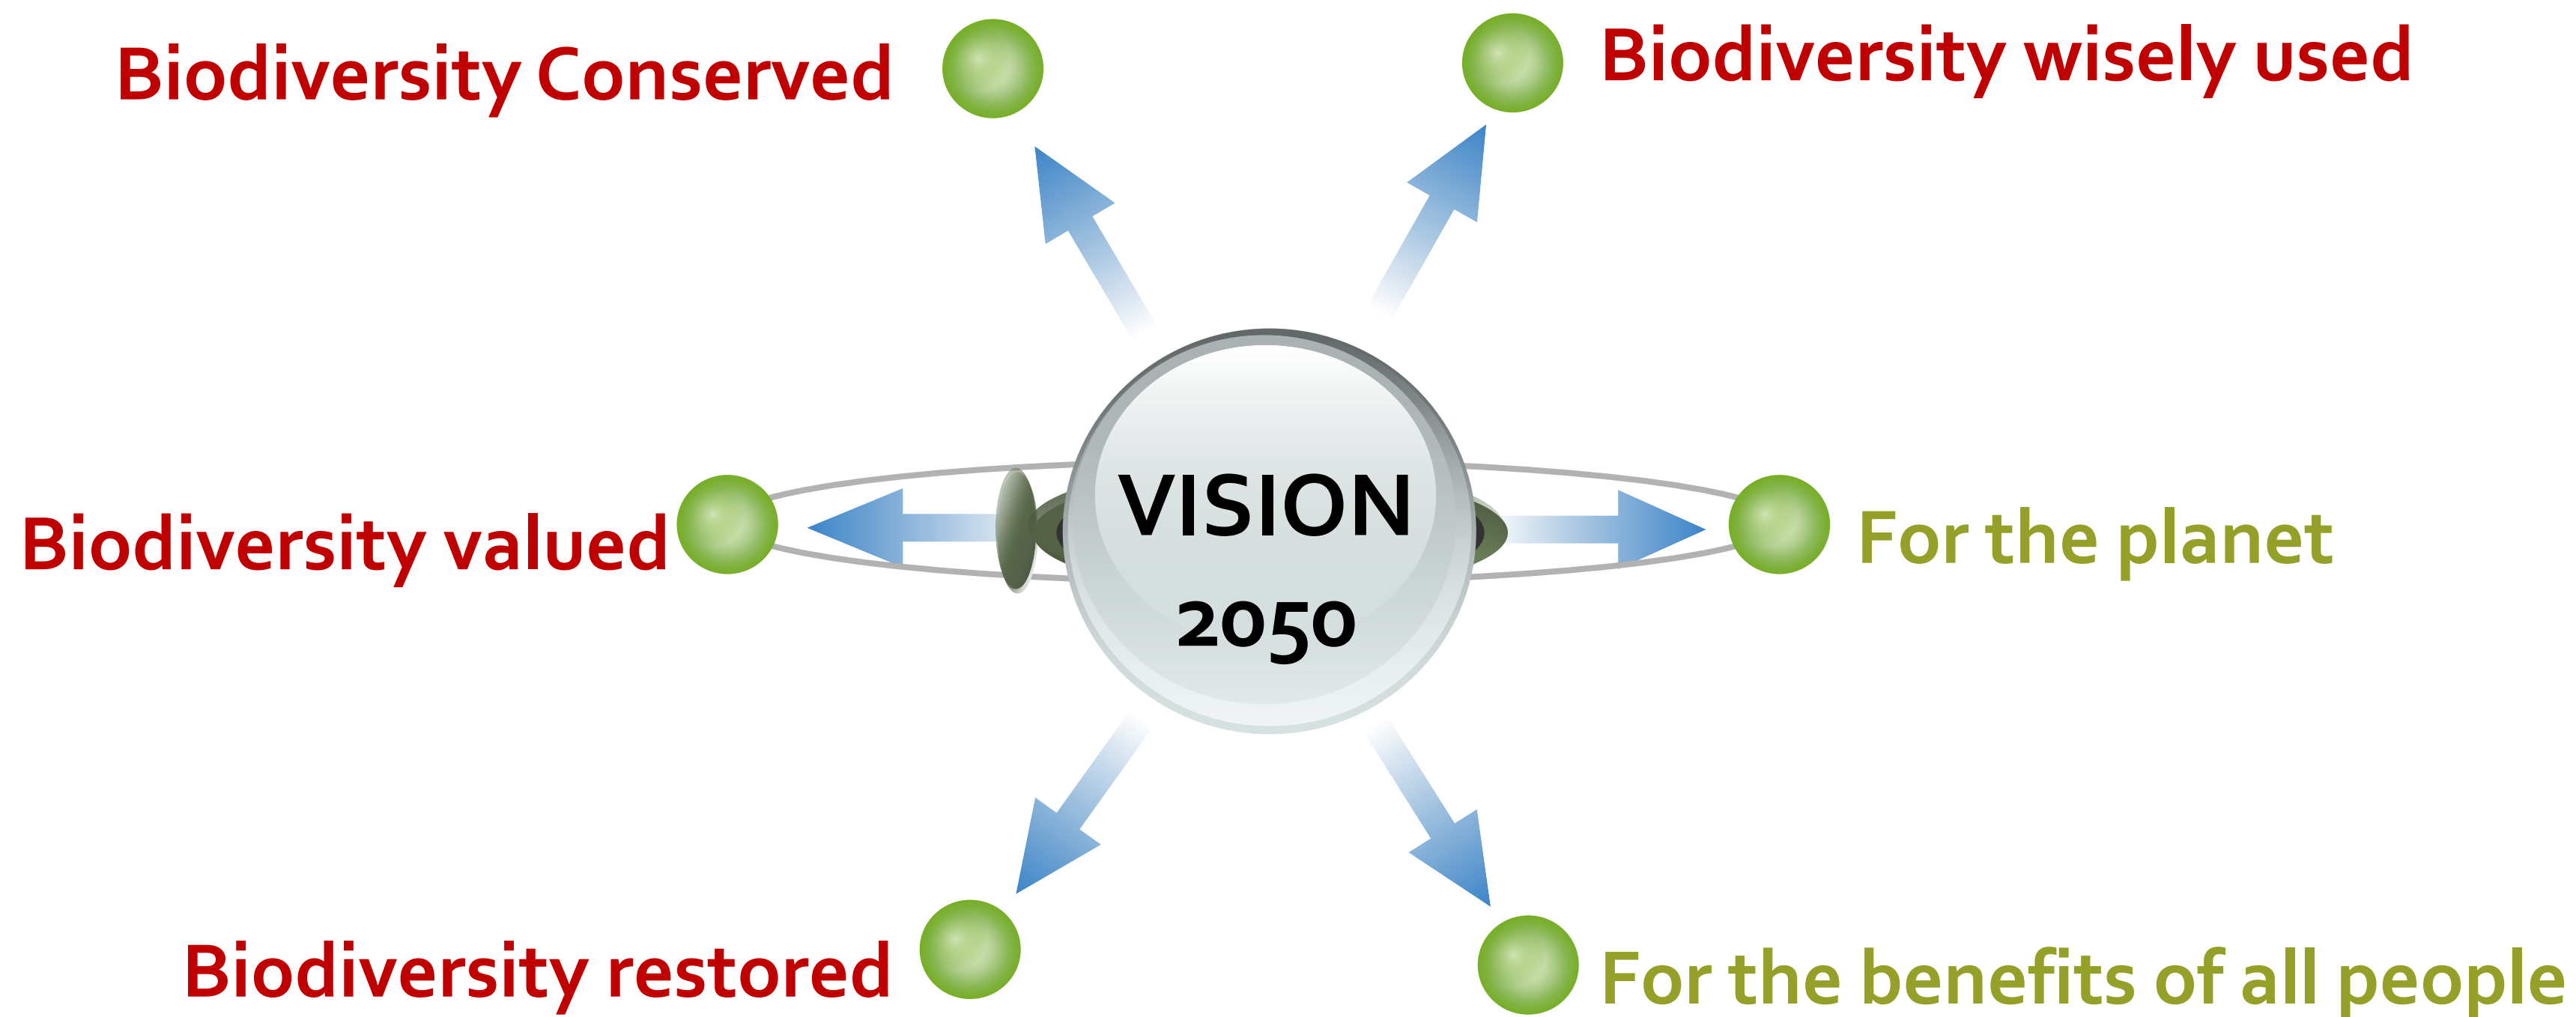 Biodiversity Conserved
Biodiversity wisely used
Biodiversity valued
VISION
2050
For the planet
Biodiversity restored
For the benefits of all people